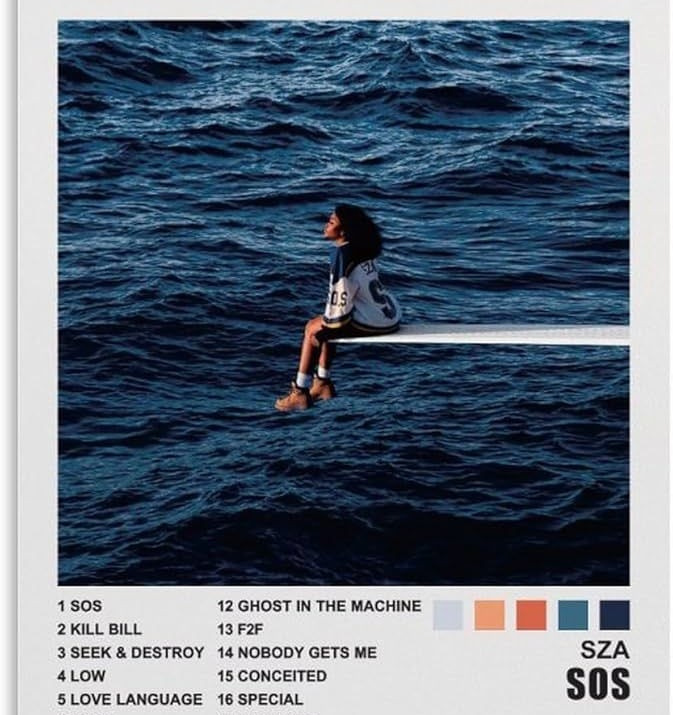 SZA
S
O.S
1 SOS
2 KILL BILL
3 SEEK & DESTROY
4 LOW
5 LOVE LANGUAGE
12 GHOST IN THE MACHINE
13 F2F
14 NOBODY GETS ME
15 CONCEITED
16 SPECIAL
SZA
SOS